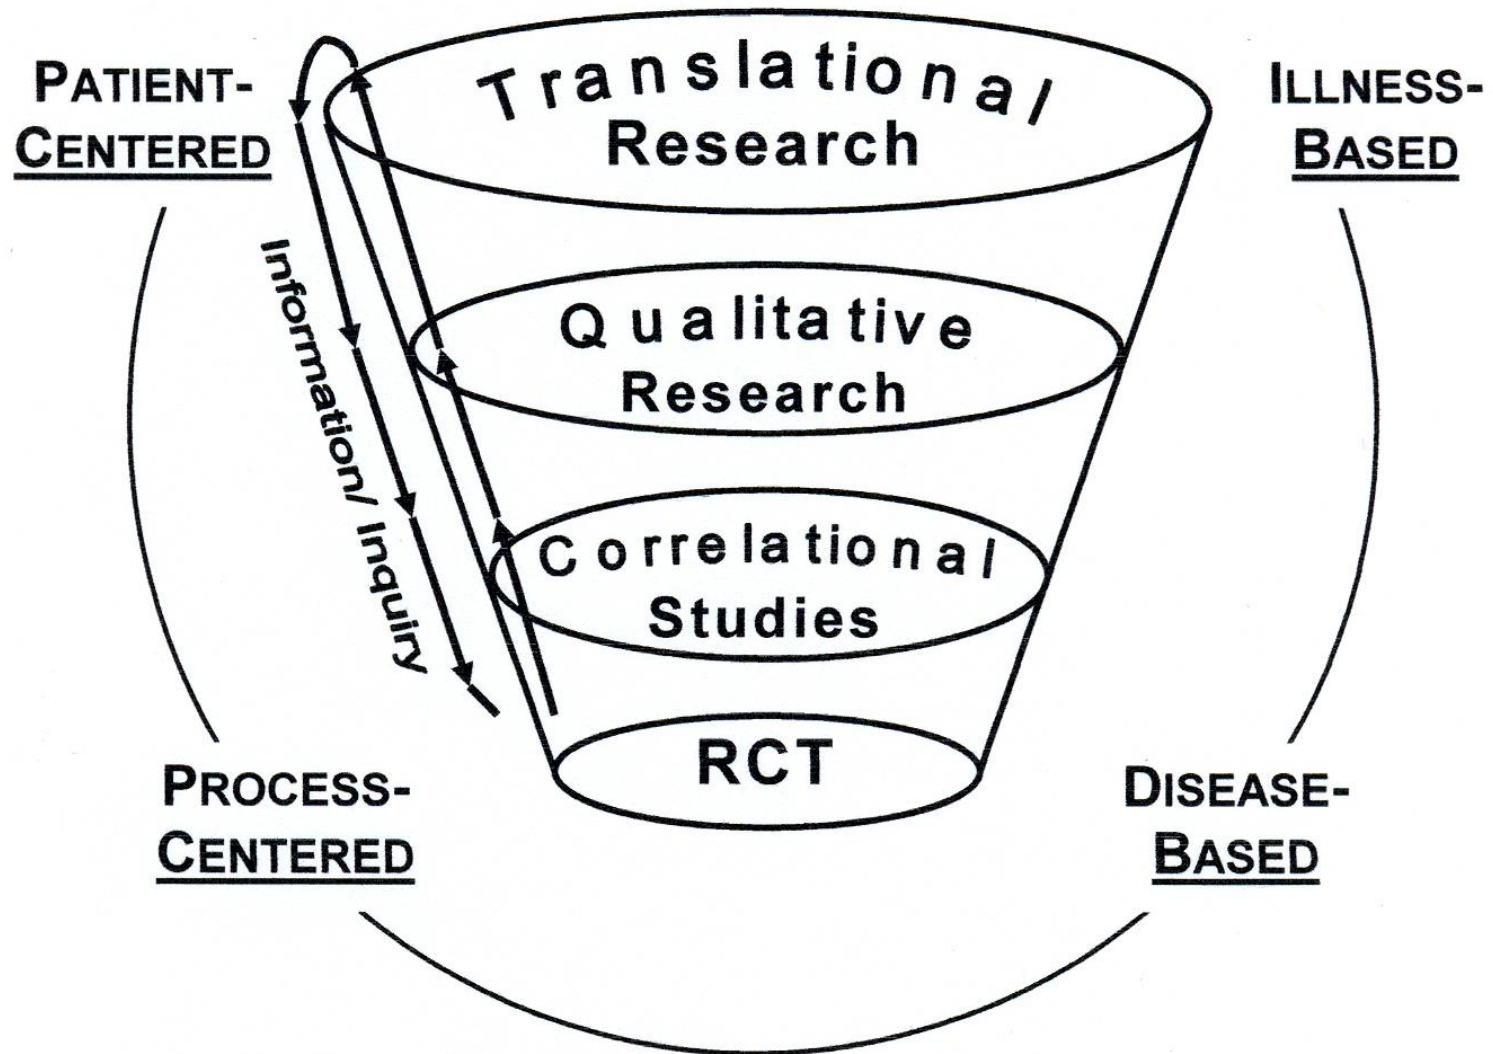 PATIENT-
CENTERED
ILLNESS-
BASED
Translational
Research
Qualitative
Research
Correlational
Studies
RCT
Information/ Inquiry
PROCESS-
CENTERED
DISEASE-
BASED